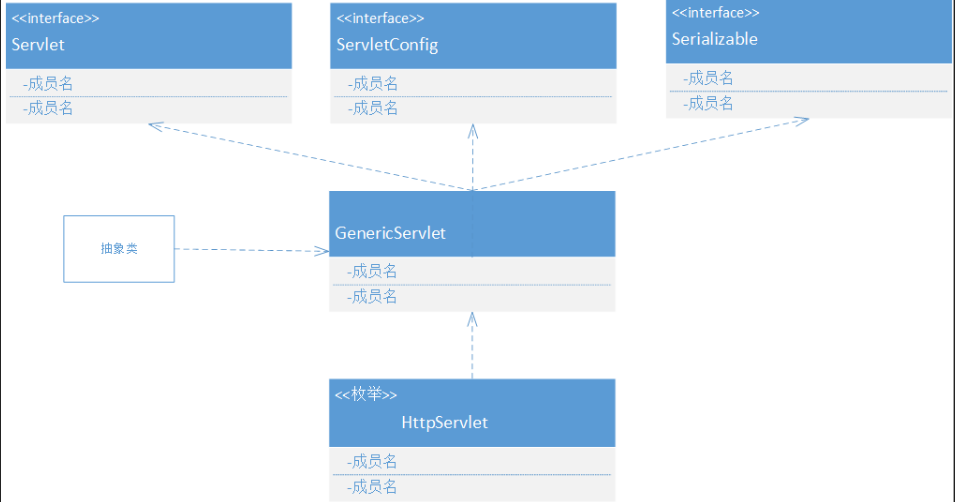 <<interface>>
Servlet
-成员名
-成员名
<<interface>>
ServletConfig
-成员名
-成员名
<<interface>>
Serializable
-成员名
-成员名
抽象类
GenericServlet
-成员名
-成员名
<<枚举>>
HttpServlet
-成员名
-成员名